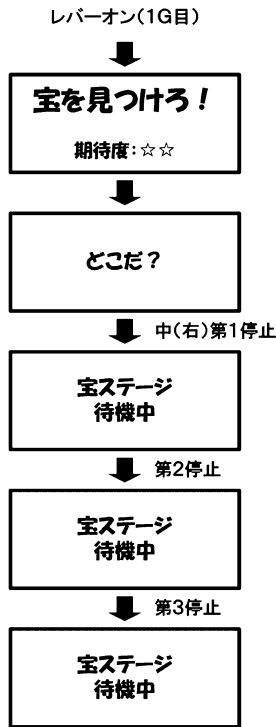 レバーオン(1G目)
宝を見つけろ!
期待度:☆☆
どこだ?
中(右)第1停止
宝ステージ
待機中
第2停止
宝ステージ
待機中
第3停止
宝ステージ
待機中